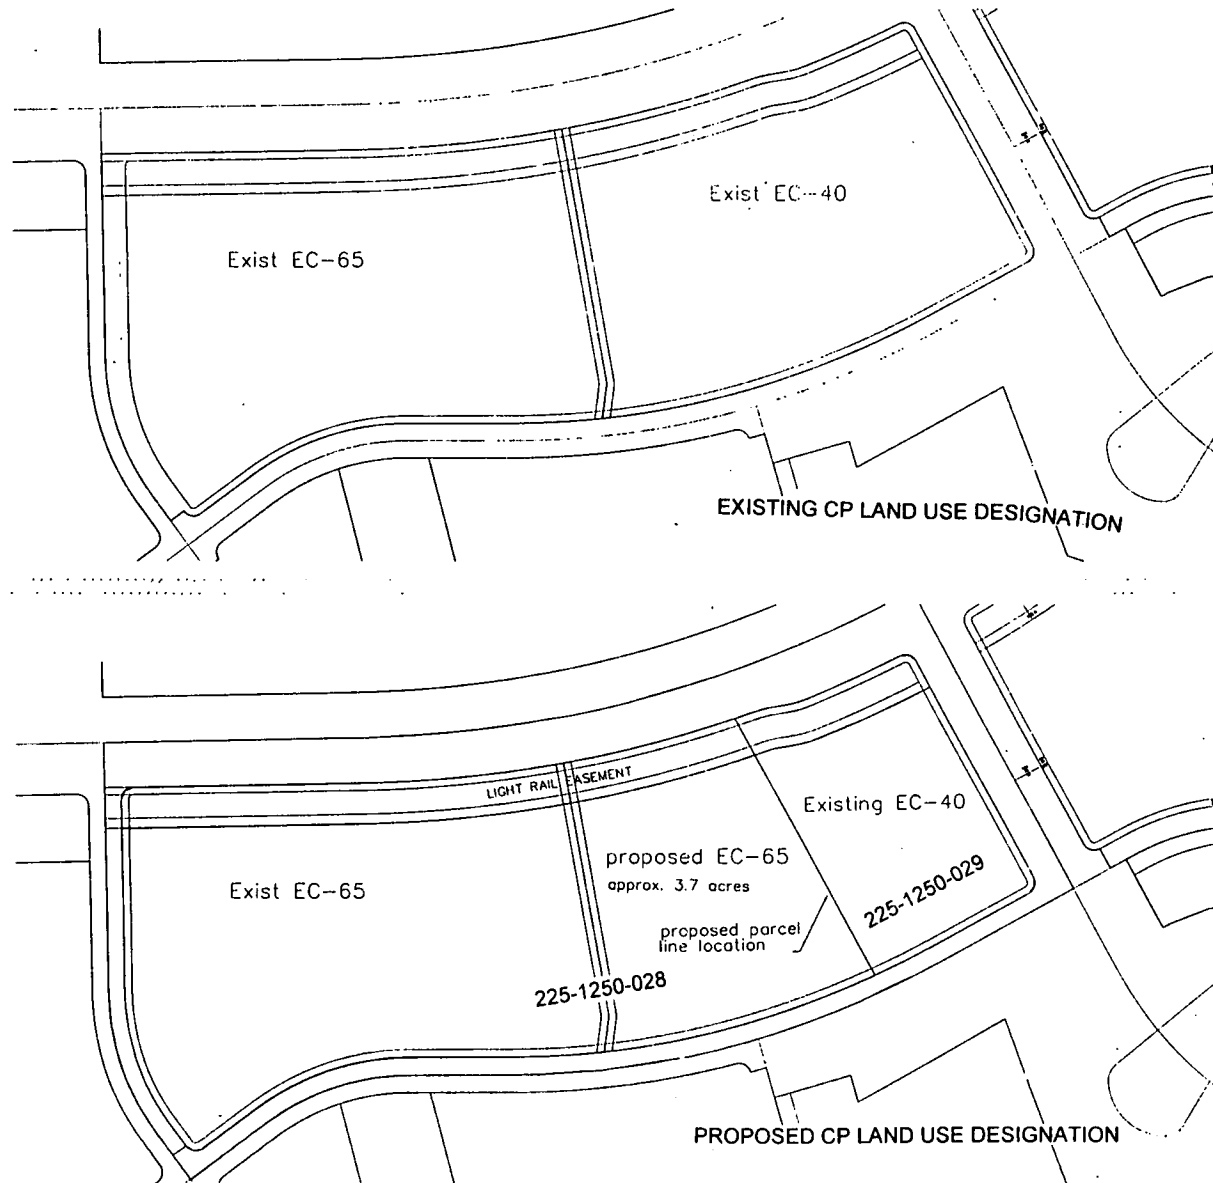 Exist EC-40
Exist EC-65
EXISTING CP LAND USE DESIGNATION
LIGHT RAIL EASEMENT
Existing EC-40
proposed EC-65
approx. 3.7 acres
Exist EC-65
225-1250-029
proposed parcel
line location
225-1250-028
PROPOSED CP LAND USE DESIGNATION